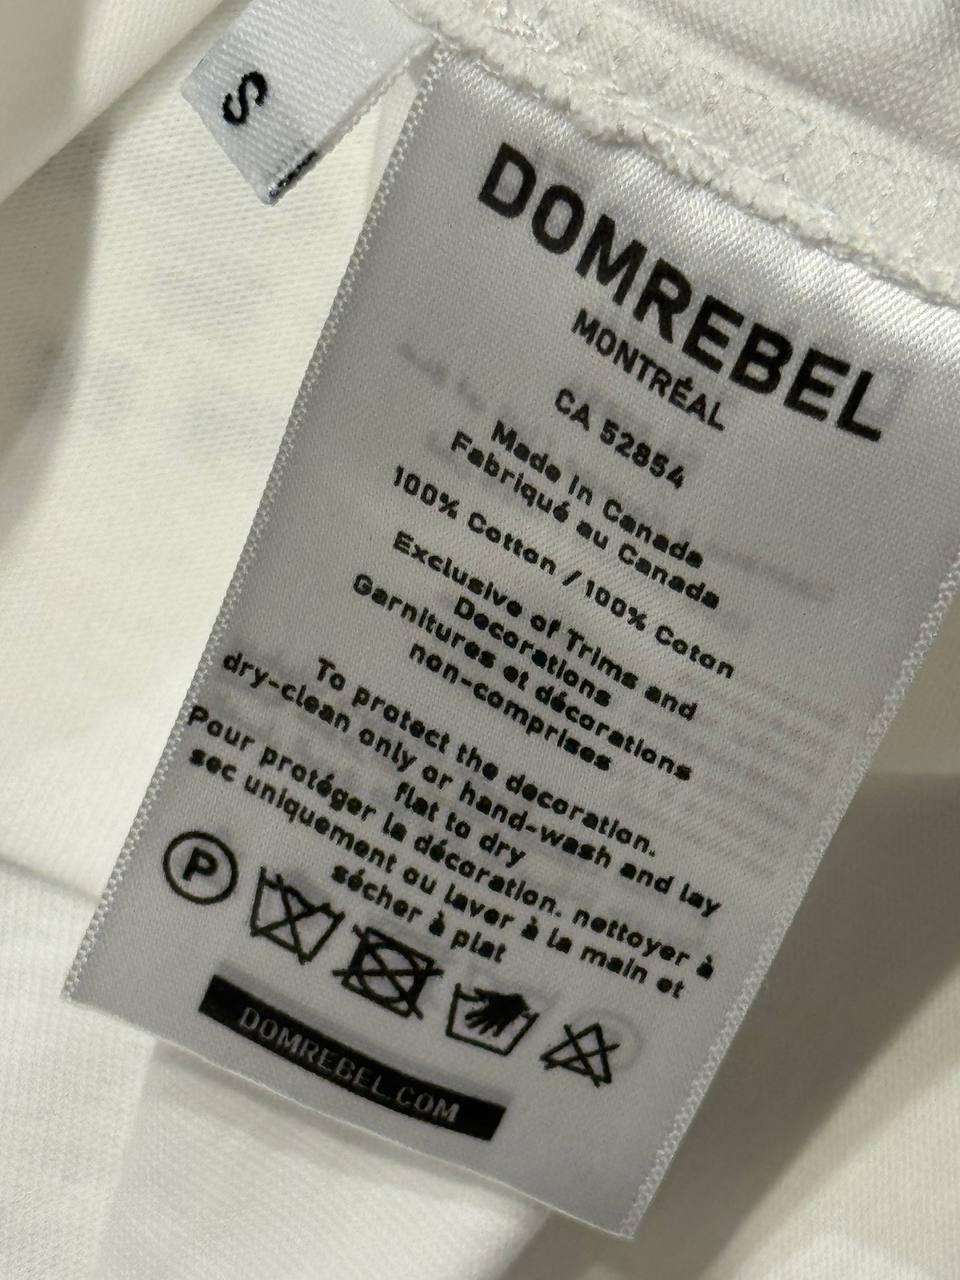 S
DOMREBEL
MONTRÉAL
CA 52854
Made in Canada
Fabriqué au Canada
100% Cotton / 100% Coton
Exclusive of Trims and
Decorations
Garnitures et décorations
non-comprises
To protect the decoration.
dry-clean only or hand-wash and lay
flat to dry
Pour protéger la décoration. nettoyer à
sec uniquement ou laver à la main et
sécher à plat
P
DOMREBEL.COM